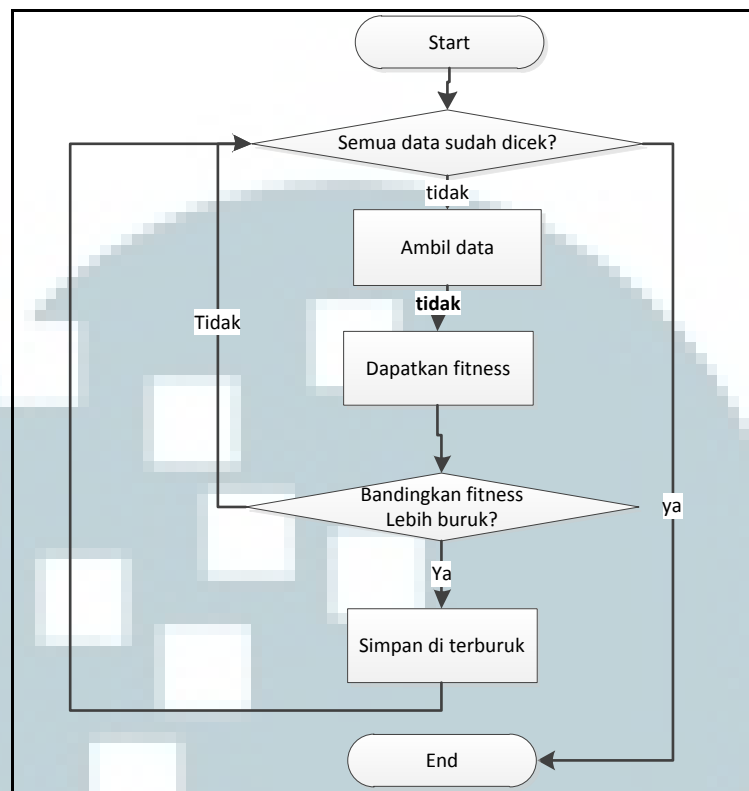 Start
Semua data sudah dicek?
tidak
Ambil data
tidak
Tidak
Dapatkan fitness
Bandingkan fitness
Lebih buruk?
ya
Ya
Simpan di terburuk
End